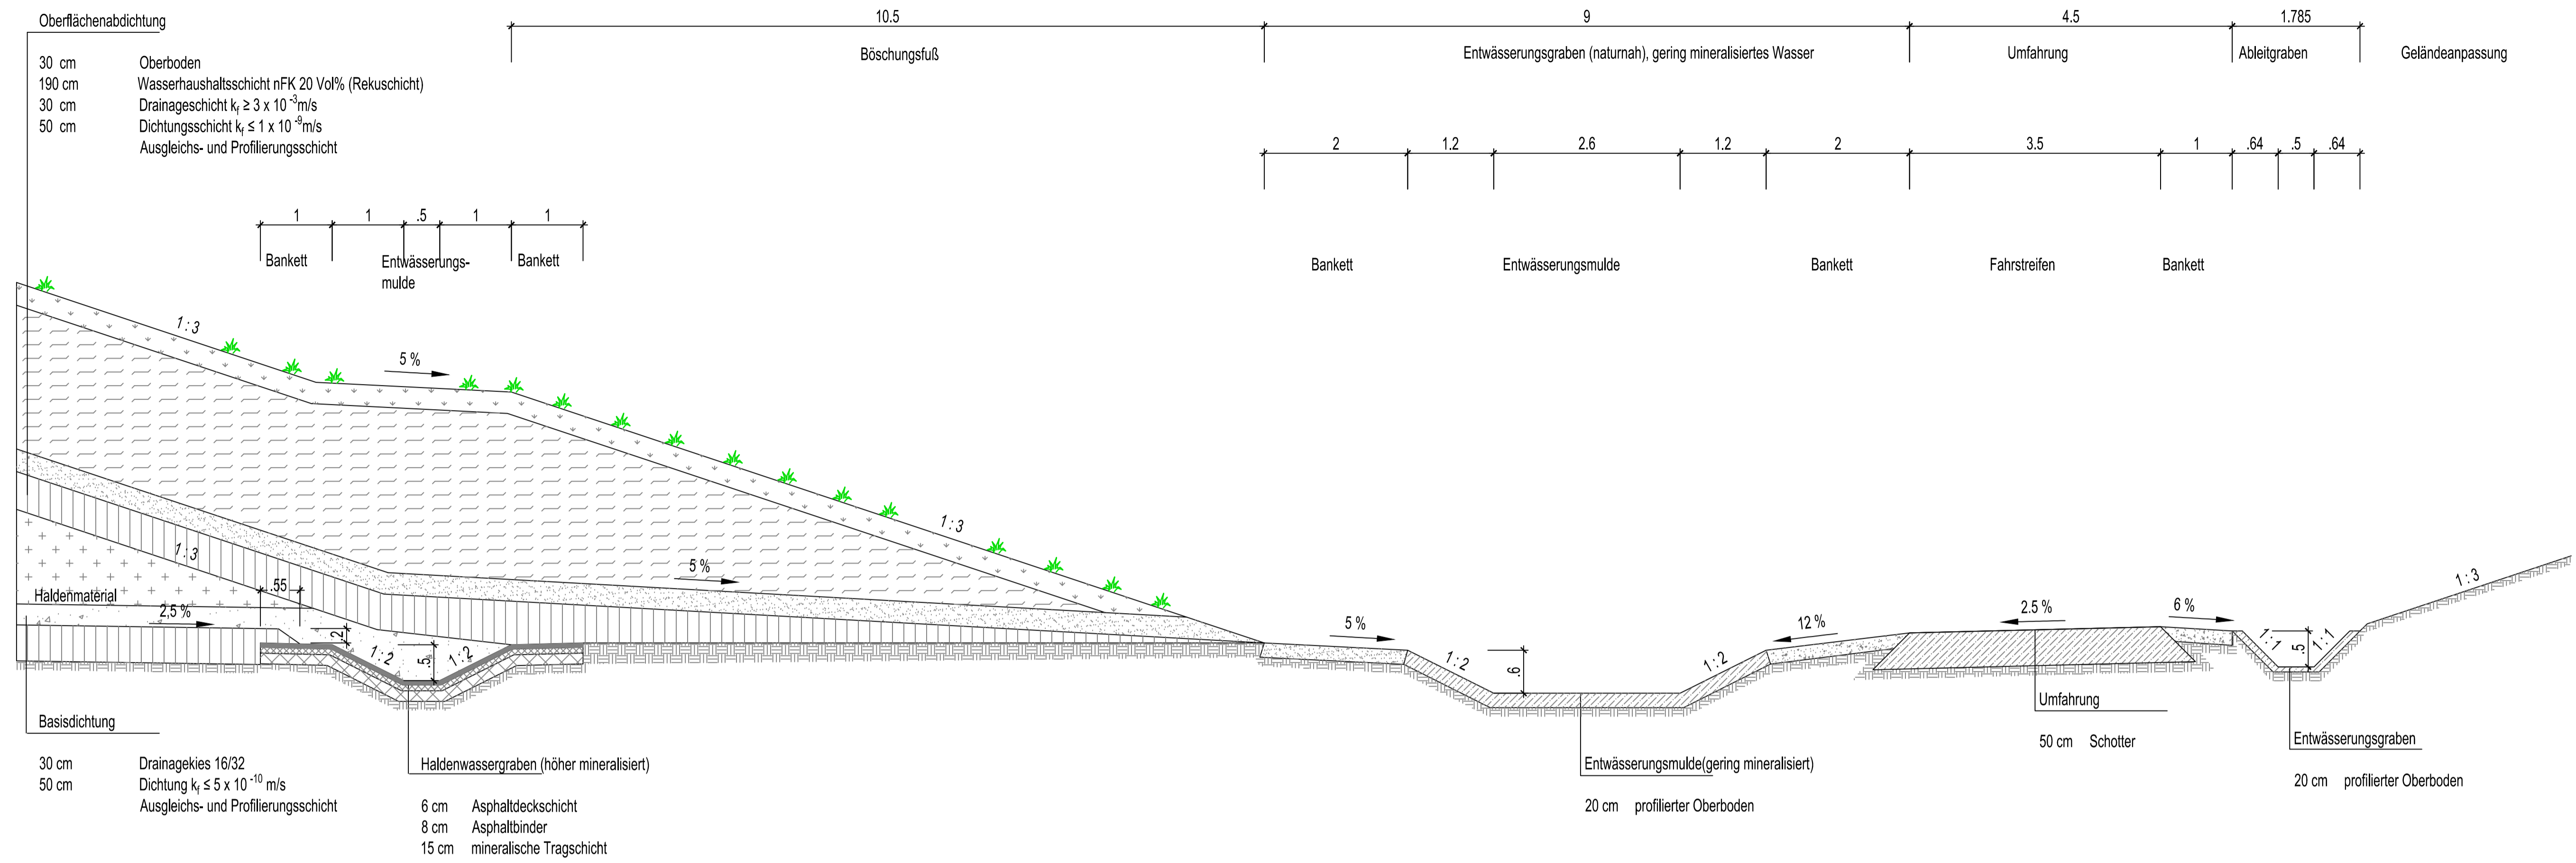 Oberflächenabdichtung
30 cm Oberboden
190 cm Wasserhaushaltsschicht nFK 20 Vol% (Rekuschicht)
30 cm Drainageschicht kf ≥ 3 x 10 -3m/s
50 cm Dichtungsschicht kf ≤ 1 x 10 -9m/s
Ausgleichs- und Profilierungsschicht
10.5 9 4.5 1.785
Böschungsfuß Entwässerungsgraben (naturnah), gering mineralisiertes Wasser Umfahrung Ableitgraben Geländeanpassung
2 1.2 2.6 1.2 2 3.5 1 .64 .5 .64
1 1 .5 1 1
Bankett Entwässerungs-
mulde
Bankett
Bankett Entwässerungsmulde Bankett Fahrstreifen Bankett
1 : 3
5 %
1 : 3
1 : 3
5 %
.55
Haldenmaterial
2,5 %
.2
1:2 .5 1:2
5 %
1:2
.6
1:2
12 %
2.5 %
6 %
1:1 .5 1:1
1 : 3
Basisdichtung
30 cm Drainagekies 16/32
50 cm Dichtung kf ≤ 5 x 10 -10 m/s
Ausgleichs- und Profilierungsschicht
Haldenwassergraben (höher mineralisiert)
6 cm Asphaltdeckschicht
8 cm Asphaltbinder
15 cm mineralische Tragschicht
Entwässerungsmulde(gering mineralisiert)
20 cm profilierter Oberboden
Umfahrung
50 cm Schotter
Entwässerungsgraben
20 cm profilierter Oberboden